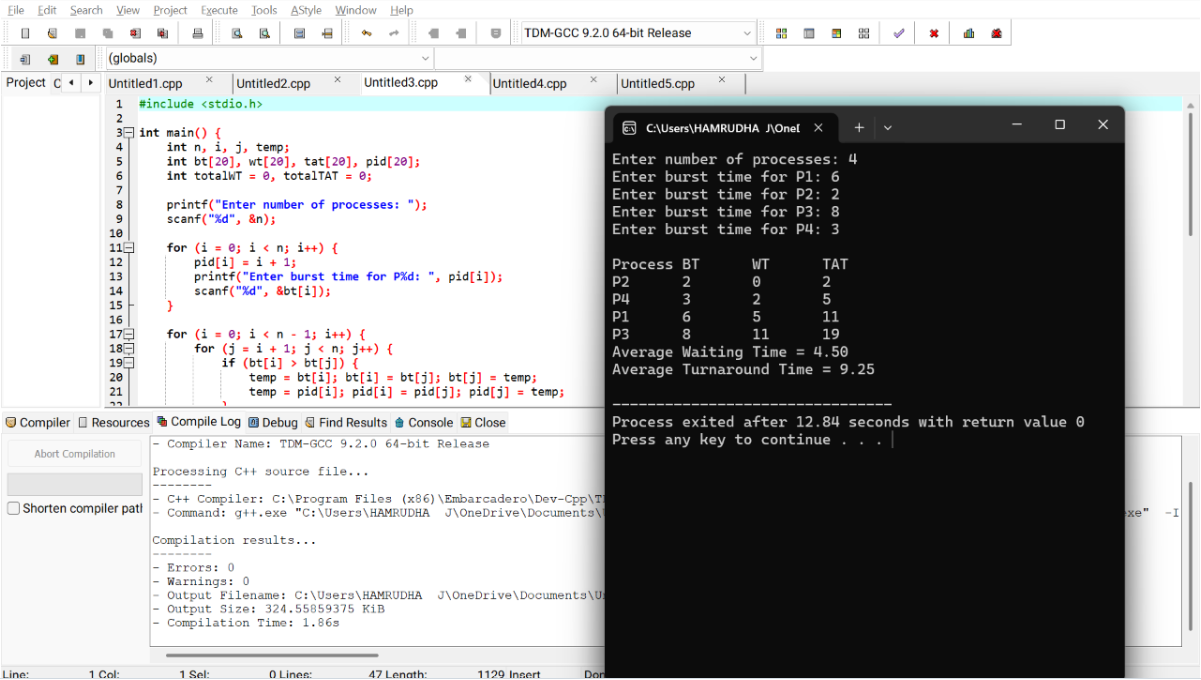 File Edit Search View Project Execute Tools AStyle Window Help
TDM-GCC 9.2.0 64-bit Release
(globals)
Project Untitled1.cpp Untitled2.cpp Untitled3.cpp Untitled4.cpp Untitled5.cpp
1 #include <stdio.h>
2
3 int main() {
4 int n, i, j, temp;
5 int bt[20], wt[20], tat[20], pid[20];
6 int totalWT = 0, totalTAT = 0;
7
8 printf("Enter number of processes: ");
9 scanf("%d", &n);
10
11 for (i = 0; i < n; i++) {
12 pid[i] = i + 1;
13 printf("Enter burst time for P%d: ", pid[i]);
14 scanf("%d", &bt[i]);
15 }
16
17 for (i = 0; i < n - 1; i++) {
18 for (j = i + 1; j < n; j++) {
19 if (bt[i] > bt[j]) {
20 temp = bt[i]; bt[i] = bt[j]; bt[j] = temp;
21 temp = pid[i]; pid[i] = pid[j]; pid[j] = temp;
Compiler Resources Compile Log Debug Find Results Console Close
Abort Compilation
Shorten compiler path
- Compiler Name: TDM-GCC 9.2.0 64-bit Release
Processing C++ source file...
--------
- C++ Compiler: C:\Program Files (x86)\Embarcadero\Dev-Cpp\
- Command: g++.exe "C:\Users\HAMRUDHA J\OneDrive\Documents\
exe" -I
Compilation results...
--------
- Errors: 0
- Warnings: 0
- Output Filename: C:\Users\HAMRUDHA J\OneDrive\Documents\
- Output Size: 324.55859375 KiB
- Compilation Time: 1.86s
Line: 1 Col: 1 Sel: 0 Lines: 47 Length: 1129 Insert
C:\Users\HAMRUDHA J\One
Enter number of processes: 4
Enter burst time for P1: 6
Enter burst time for P2: 2
Enter burst time for P3: 8
Enter burst time for P4: 3
Process BT WT TAT
P2 2 0 2
P4 3 2 5
P1 6 5 11
P3 8 11 19
Average Waiting Time = 4.50
Average Turnaround Time = 9.25
--------------------------------
Process exited after 12.84 seconds with return value 0
Press any key to continue . . .